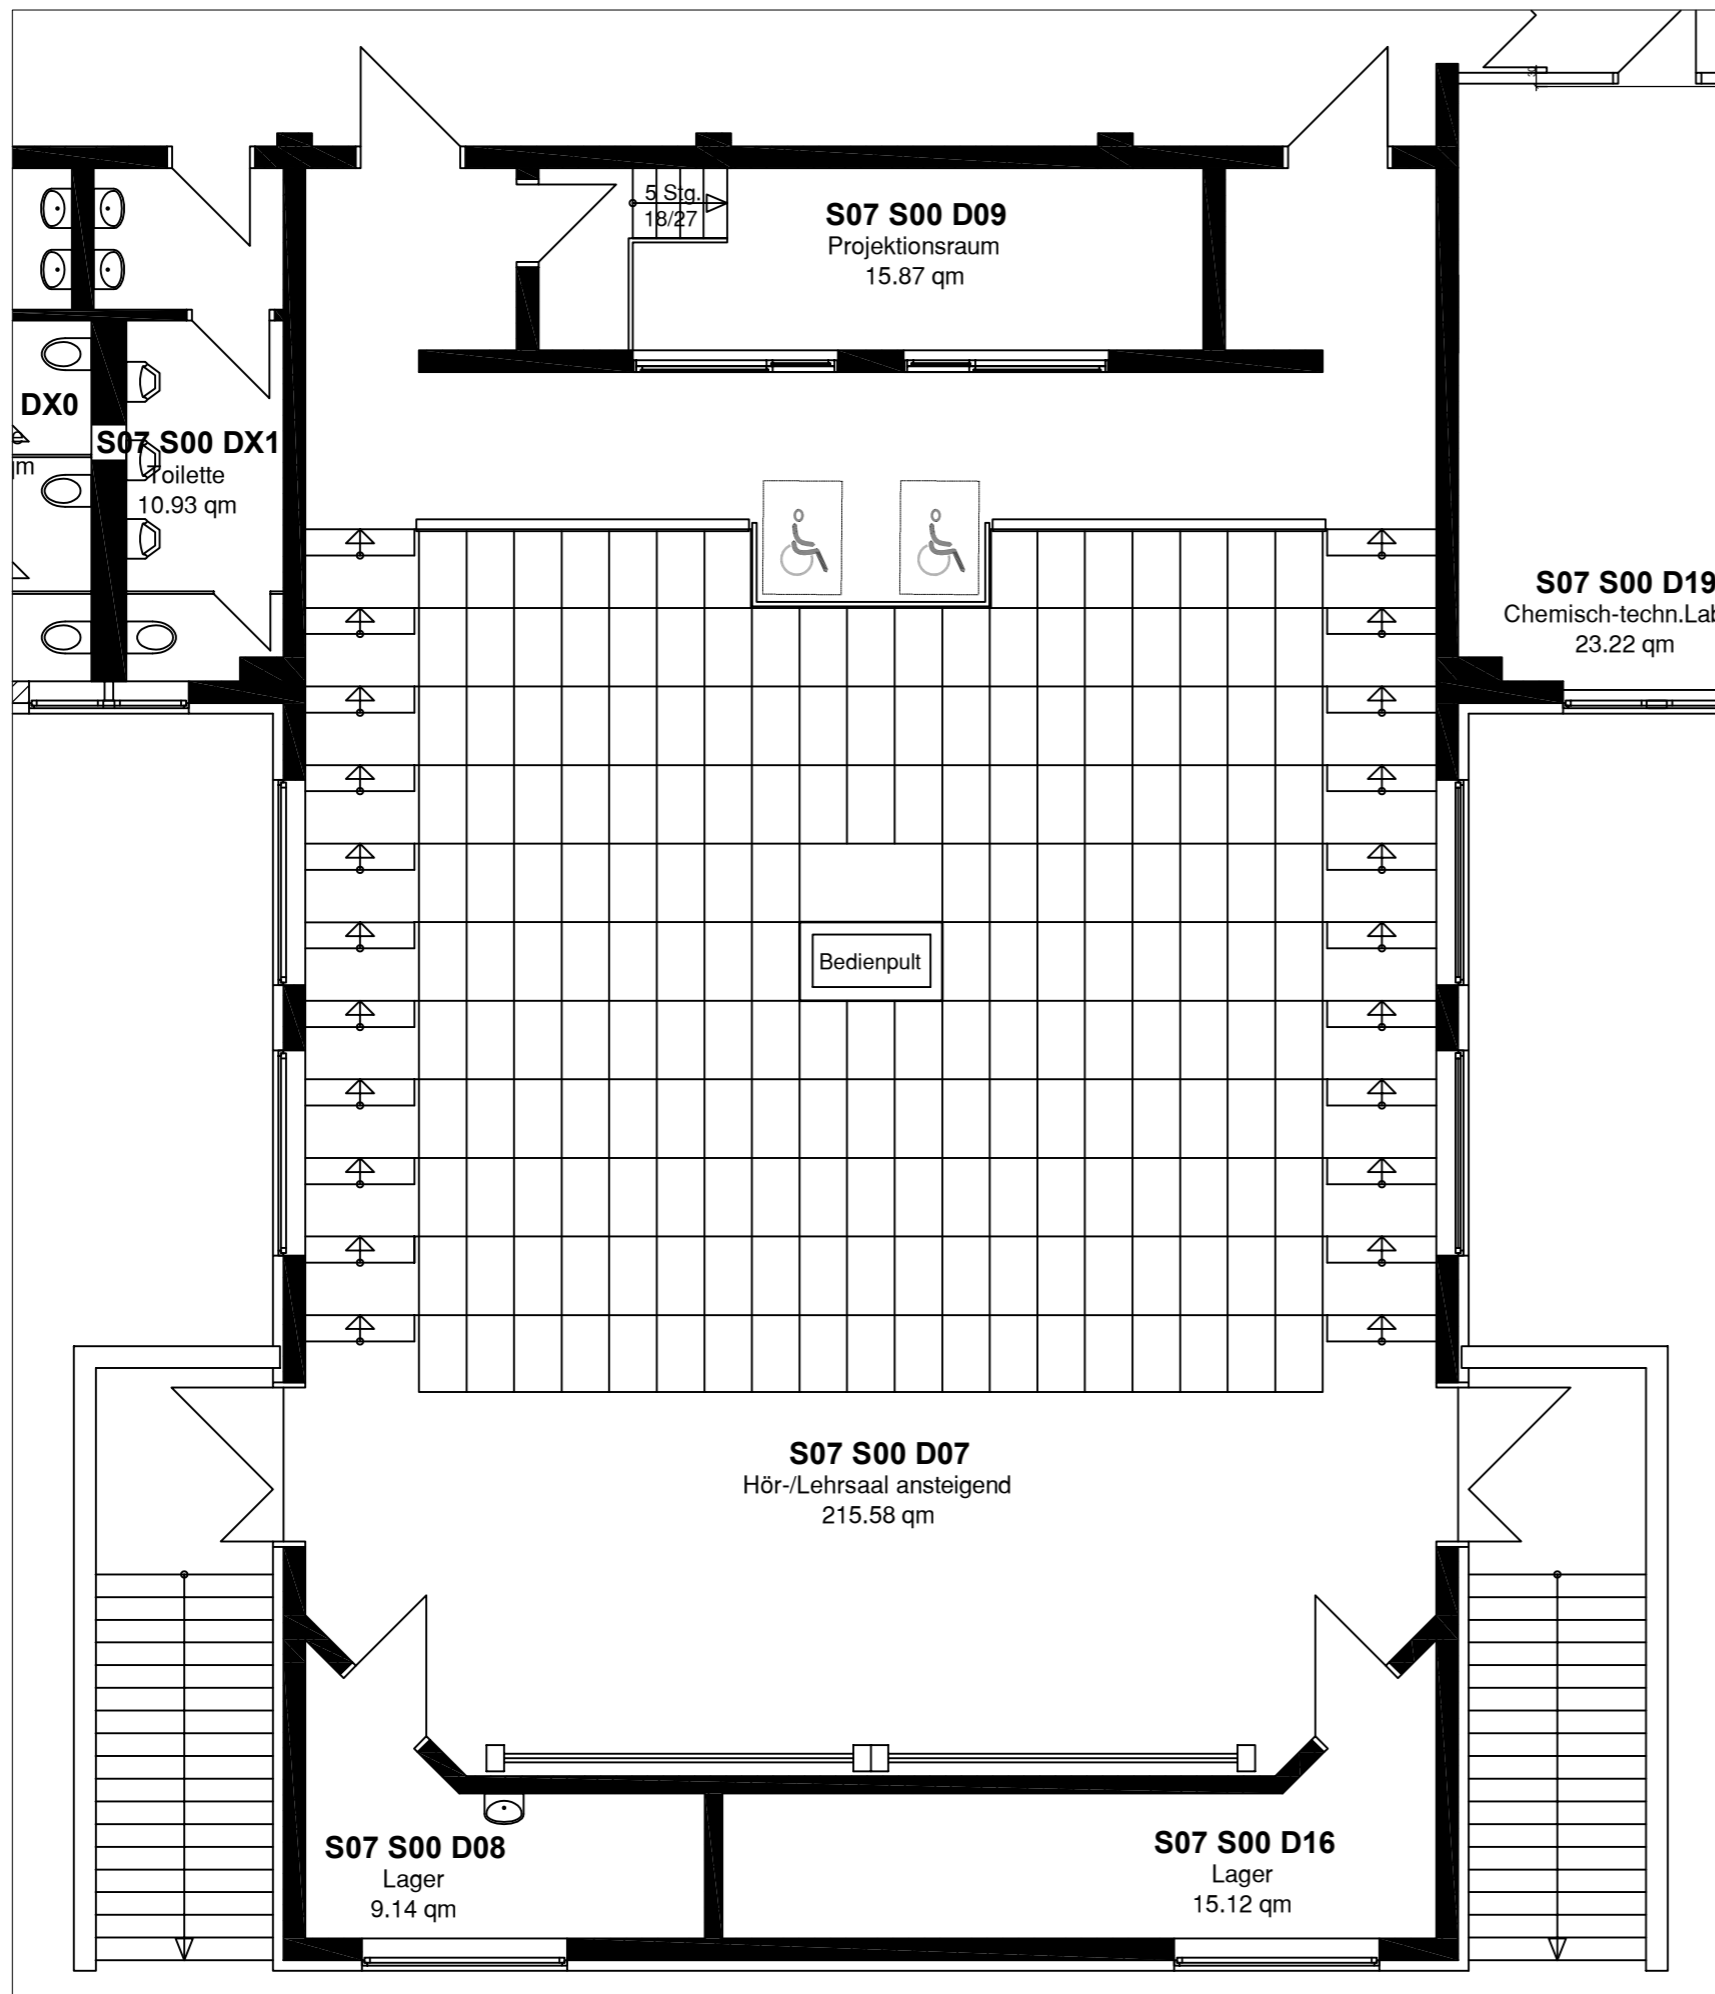 5 Stg.
18/27
S07 S00 D09
Projektionsraum
15.87 qm
DX0
S07 S00 DX1
Toilette
10.93 qm
S07 S00 D19
Chemisch-techn.Lab
23.22 qm
Bedienpult
S07 S00 D07
Hör-/Lehrsaal ansteigend
215.58 qm
S07 S00 D08
Lager
9.14 qm
S07 S00 D16
Lager
15.12 qm